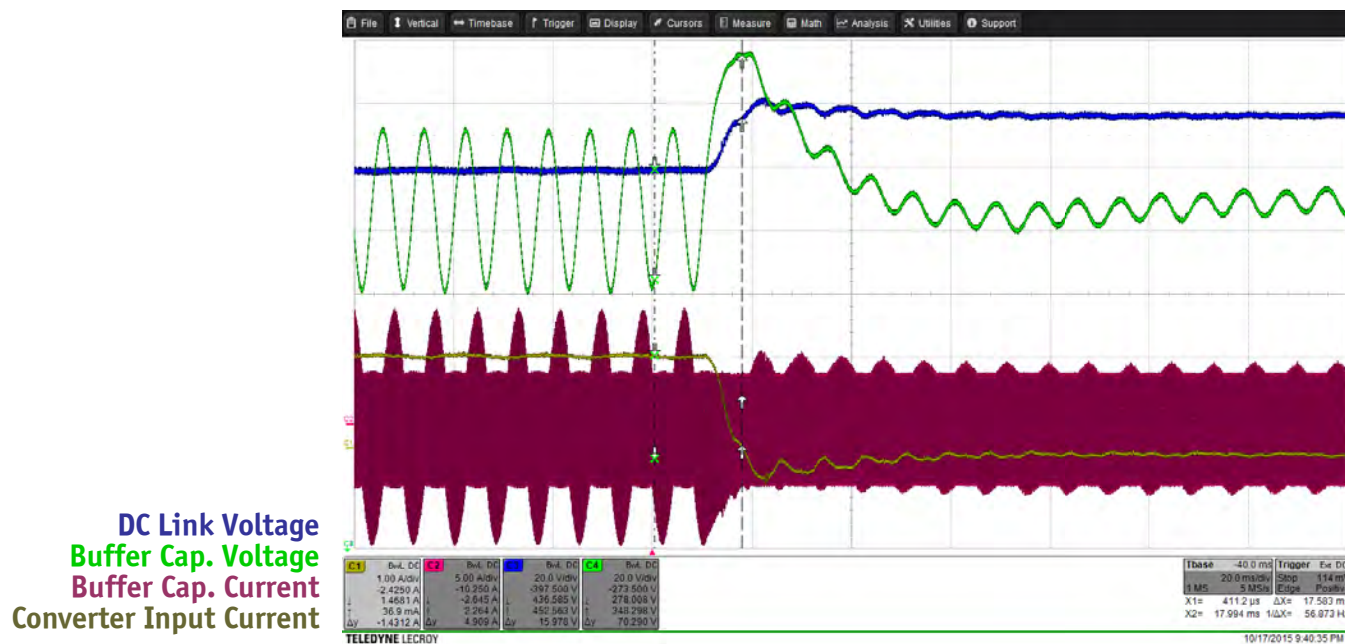 File Vertical Timebase Trigger Display Cursors Measure Math Analysis Utilities Support
DC Link Voltage
Buffer Cap. Voltage
Buffer Cap. Current
Converter Input Current
C1 BwL DC
1.00 A/div
-2.4250 A
1.4681 A
36.9 mA
Δy -1.4312 A
C2 BwL DC
5.00 A/div
-10.250 A
-2.645 A
2.264 A
Δy 4.909 A
C3 BwL DC
20.0 V/div
-397.500 V
436.585 V
452.563 V
Δy 15.978 V
C4 BwL DC
20.0 V/div
-273.500 V
278.008 V
348.298 V
Δy 70.290 V
Tbase -40.0 ms
20.0 ms/div
1 MS 5 MS/s
Trigger Ext DC
Stop 114 mV
Edge Positive
X1= 411.2 µs ΔX= 17.583 m
X2= 17.994 ms 1/ΔX= 56.873 H
TELEDYNE LECROY
10/17/2015 9:40:35 PM